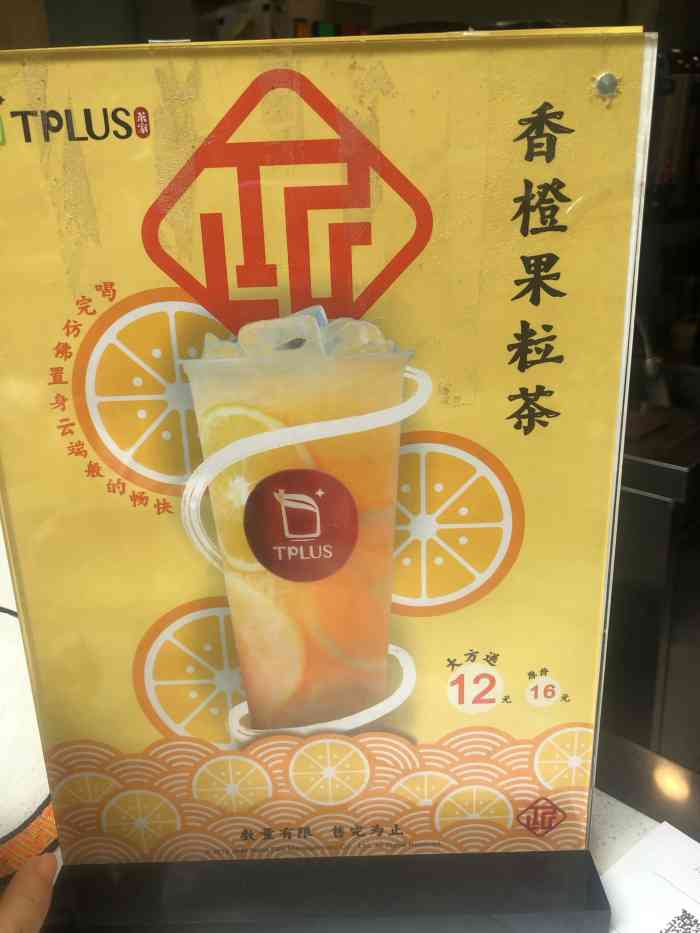 TPLUS 茶家
香橙果粒茶
喝完仿佛置身云端般的畅快
TPLUS
大方送
12元
16元
数量有限 售完为止